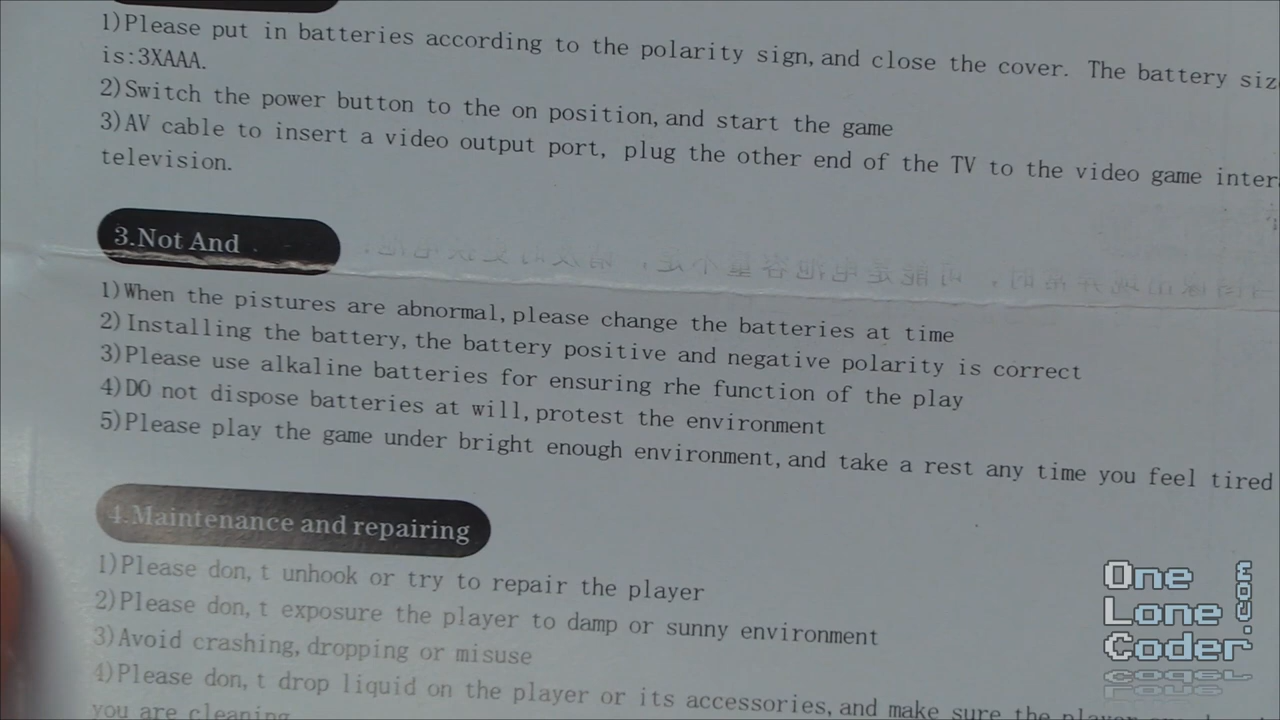 1)Please put in batteries according to the polarity sign,and close the cover. The battery siz
is:3XAAA.
2)Switch the power button to the on position,and start the game
3)AV cable to insert a video output port, plug the other end of the TV to the video game inter
television.
3.Not And
1)When the pistures are abnormal,please change the batteries at time
2)Installing the battery,the battery positive and negative polarity is correct
3)Please use alkaline batteries for ensuring rhe function of the play
4)DO not dispose batteries at will,protest the environment
5)Please play the game under bright enough environment,and take a rest any time you feel tired
4.Maintenance and repairing
1)Please don,t unhook or try to repair the player
2)Please don,t exposure the player to damp or sunny environment
3)Avoid crashing,dropping or misuse
4)Please don,t drop liquid on the player or its accessories,and make sure the player
you are cleaning
One
Lone
Coder
.com